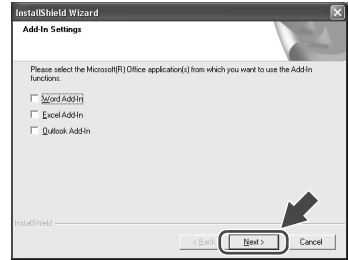 InstallShield Wizard
Add-In Settings
Please select the Microsoft(R) Office application(s) from which you want to use the Add-In
functions.
Word Add-In
Excel Add-In
Outlook Add-In
InstallShield
< Back
Next >
Cancel